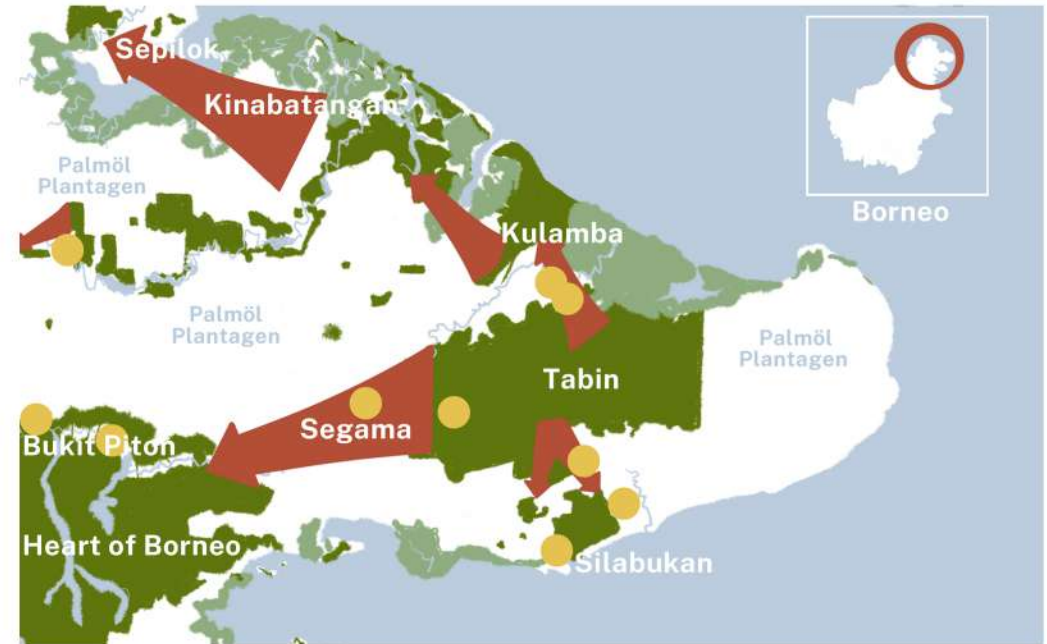 Sepilok
Kinabatangan
Palmöl
Plantagen
Borneo
Kulamba
Palmöl
Plantagen
Palmöl
Plantagen
Tabin
Segama
Bukit Piton
Heart of Borneo
Silabukan